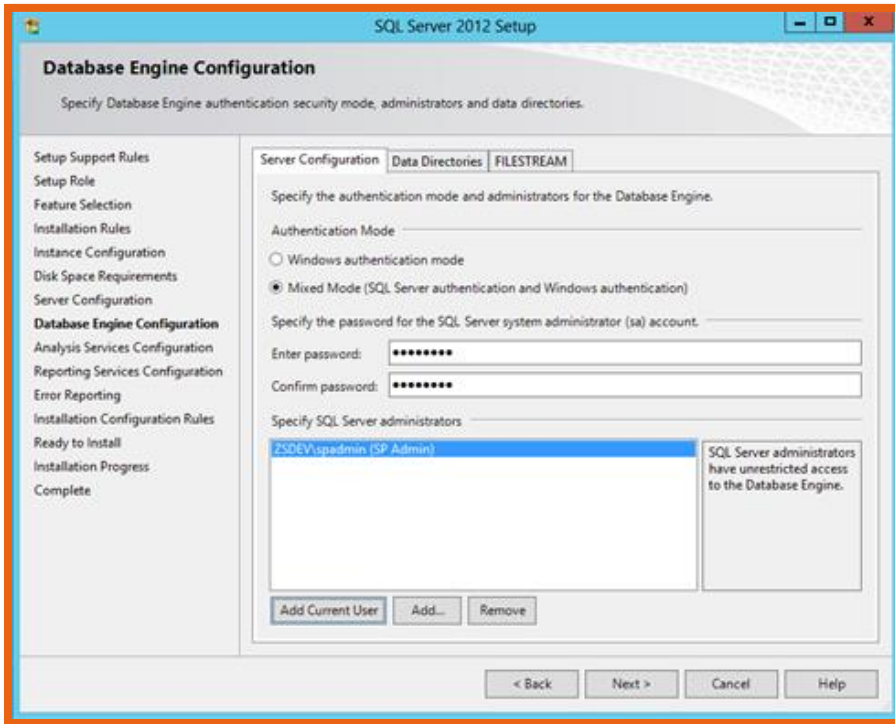 SQL Server 2012 Setup
Database Engine Configuration
Specify Database Engine authentication security mode, administrators and data directories.
Setup Support Rules
Setup Role
Feature Selection
Installation Rules
Instance Configuration
Disk Space Requirements
Server Configuration
Database Engine Configuration
Analysis Services Configuration
Reporting Services Configuration
Error Reporting
Installation Configuration Rules
Ready to Install
Installation Progress
Complete
Server Configuration Data Directories FILESTREAM
Specify the authentication mode and administrators for the Database Engine.
Authentication Mode
Windows authentication mode
Mixed Mode (SQL Server authentication and Windows authentication)
Specify the password for the SQL Server system administrator (sa) account.
Enter password: ••••••••
Confirm password: ••••••••
Specify SQL Server administrators
ZSDEV\spadmin (SP Admin)
SQL Server administrators
have unrestricted access
to the Database Engine.
Add Current User Add... Remove
< Back Next > Cancel Help